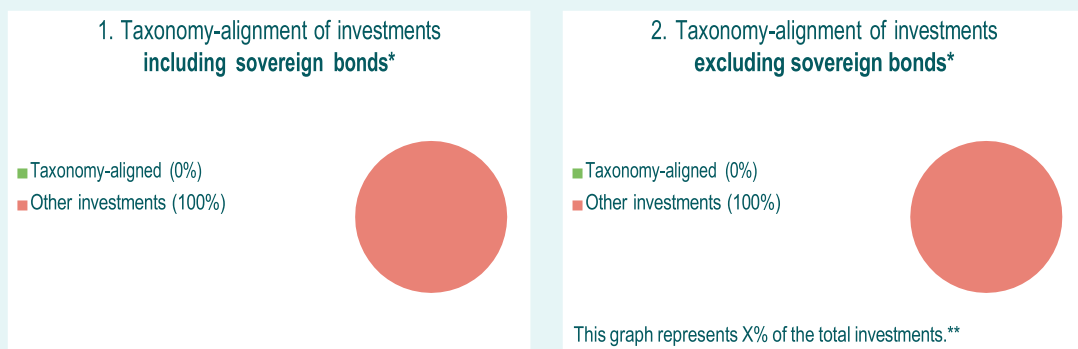 1. Taxonomy-alignment of investments
including sovereign bonds*
Taxonomy-aligned (0%)
Other investments (100%)
2. Taxonomy-alignment of investments
excluding sovereign bonds*
Taxonomy-aligned (0%)
Other investments (100%)
This graph represents X% of the total investments.**